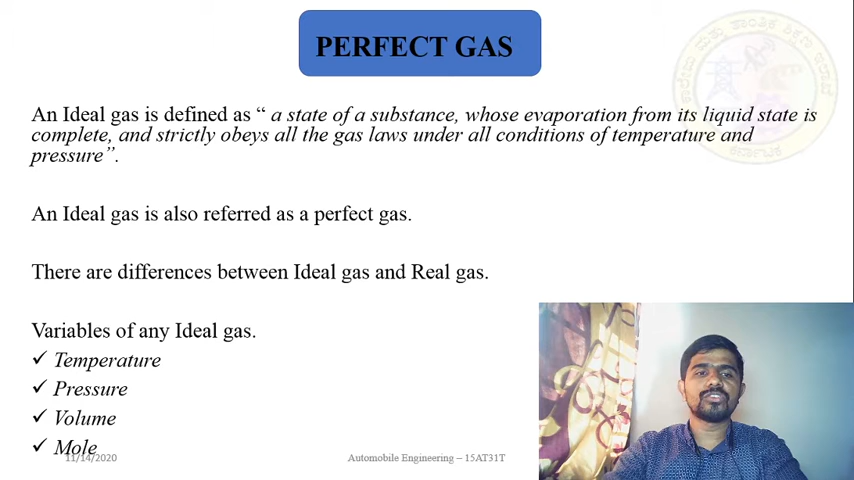 PERFECT GAS
An Ideal gas is defined as “ a state of a substance, whose evaporation from its liquid state is
complete, and strictly obeys all the gas laws under all conditions of temperature and
pressure”.
An Ideal gas is also referred as a perfect gas.
There are differences between Ideal gas and Real gas.
Variables of any Ideal gas.
✓ Temperature
✓ Pressure
✓ Volume
✓ Mole
11/14/2020
Automobile Engineering – 15AT31T